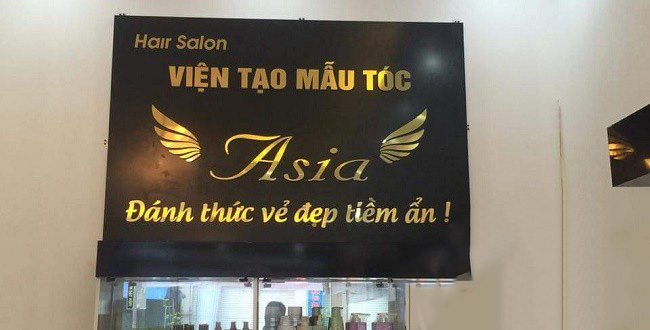 Hair Salon
VIỆN TẠO MẪU TÓC
Asia
Đánh thức vẻ đẹp tiềm ẩn !